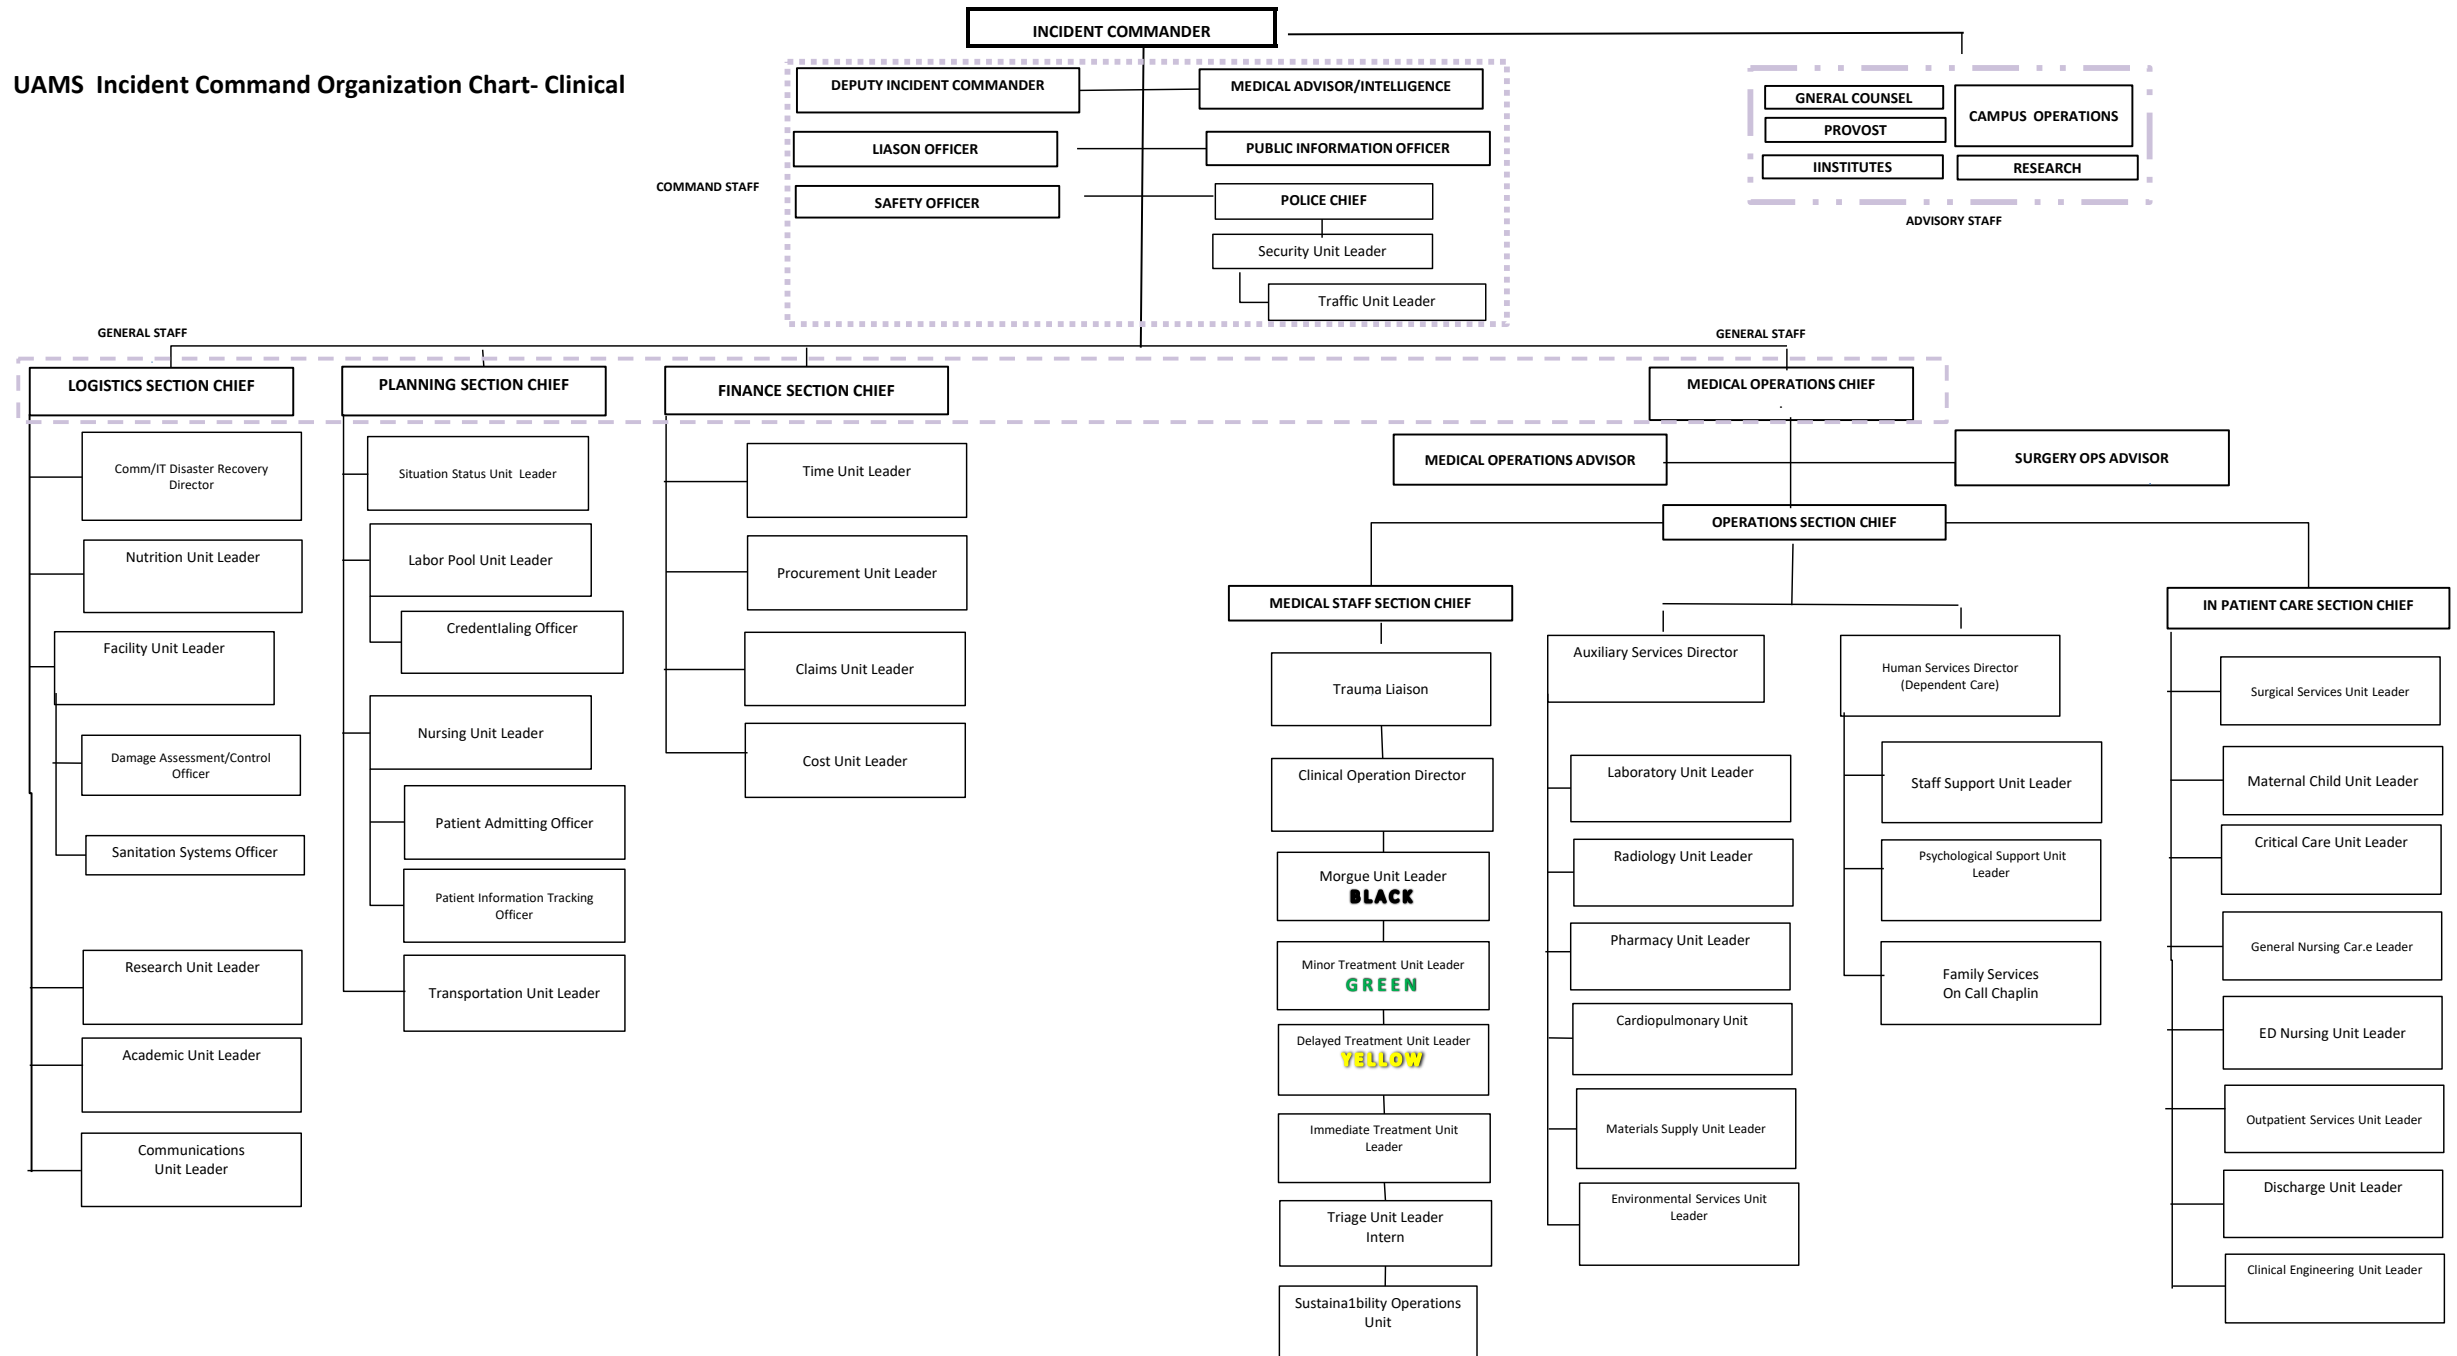 INCIDENT COMMANDER
UAMS Incident Command Organization Chart- Clinical
DEPUTY INCIDENT COMMANDER
MEDICAL ADVISOR/INTELLIGENCE
LIASON OFFICER
PUBLIC INFORMATION OFFICER
COMMAND STAFF
SAFETY OFFICER
POLICE CHIEF
Security Unit Leader
Traffic Unit Leader
GNERAL COUNSEL
CAMPUS OPERATIONS
PROVOST
IINSTITUTES
RESEARCH
ADVISORY STAFF
GENERAL STAFF
GENERAL STAFF
LOGISTICS SECTION CHIEF
PLANNING SECTION CHIEF
FINANCE SECTION CHIEF
MEDICAL OPERATIONS CHIEF
.
Comm/IT Disaster Recovery
Director
Nutrition Unit Leader
Facility Unit Leader
Damage Assessment/Control
Officer
Sanitation Systems Officer
Research Unit Leader
Academic Unit Leader
Communications
Unit Leader
Situation Status Unit Leader
Labor Pool Unit Leader
CredentIaling Officer
Nursing Unit Leader
Patient Admitting Officer
Patient Information Tracking
Officer
Transportation Unit Leader
Time Unit Leader
Procurement Unit Leader
Claims Unit Leader
Cost Unit Leader
MEDICAL OPERATIONS ADVISOR
SURGERY OPS ADVISOR
OPERATIONS SECTION CHIEF
MEDICAL STAFF SECTION CHIEF
Trauma Liaison
Clinical Operation Director
Morgue Unit Leader
BLACK
Minor Treatment Unit Leader
GREEN
Delayed Treatment Unit Leader
YELLOW
Immediate Treatment Unit
Leader
Triage Unit Leader
Intern
Sustaina1bility Operations
Unit
Auxiliary Services Director
Laboratory Unit Leader
Radiology Unit Leader
Pharmacy Unit Leader
Cardiopulmonary Unit
Materials Supply Unit Leader
Environmental Services Unit
Leader
Human Services Director
(Dependent Care)
Staff Support Unit Leader
Psychological Support Unit
Leader
Family Services
On Call Chaplin
IN PATIENT CARE SECTION CHIEF
Surgical Services Unit Leader
Maternal Child Unit Leader
Critical Care Unit Leader
General Nursing Car.e Leader
ED Nursing Unit Leader
Outpatient Services Unit Leader
Discharge Unit Leader
Clinical Engineering Unit Leader